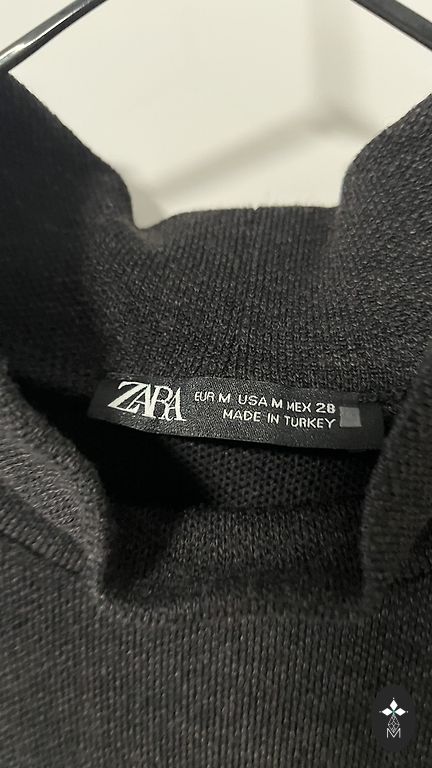 ZARA
EUR M USA M MEX 28
MADE IN TURKEY
M